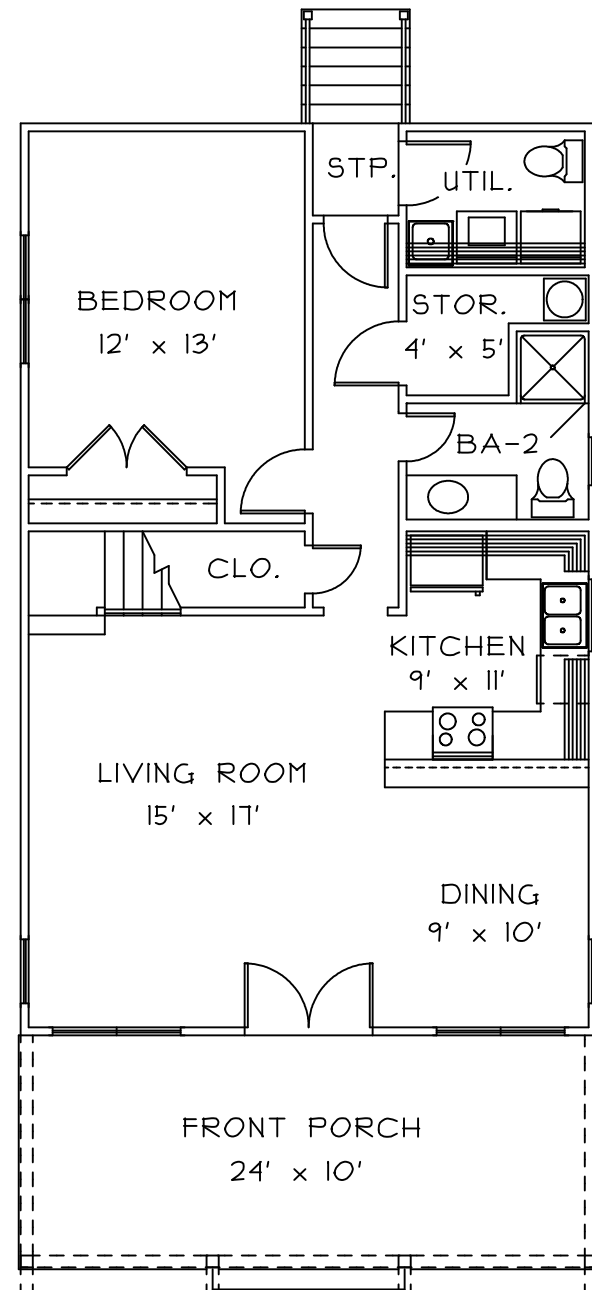 STP.
UTIL.
BEDROOM
12' x 13'
STOR.
4' x 5'
BA-2
CLO.
KITCHEN
9' x 11'
LIVING ROOM
15' x 17'
DINING
9' x 10'
FRONT PORCH
24' x 10'